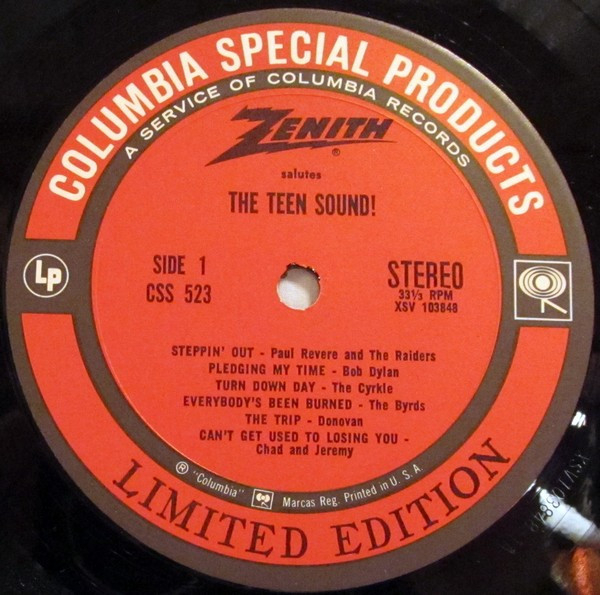 COLUMBIA SPECIAL PRODUCTS
A SERVICE OF COLUMBIA RECORDS
ZENITH ®
salutes
THE TEEN SOUND!
Lp
SIDE 1
CSS 523
STEREO
33⅓ RPM
XSV 103848
STEPPIN' OUT - Paul Revere and The Raiders
PLEDGING MY TIME - Bob Dylan
TURN DOWN DAY - The Cyrkle
EVERYBODY'S BEEN BURNED - The Byrds
THE TRIP - Donovan
CAN'T GET USED TO LOSING YOU -
Chad and Jeremy
® "Columbia" Marcas Reg. Printed in U. S. A.
LIMITED EDITION